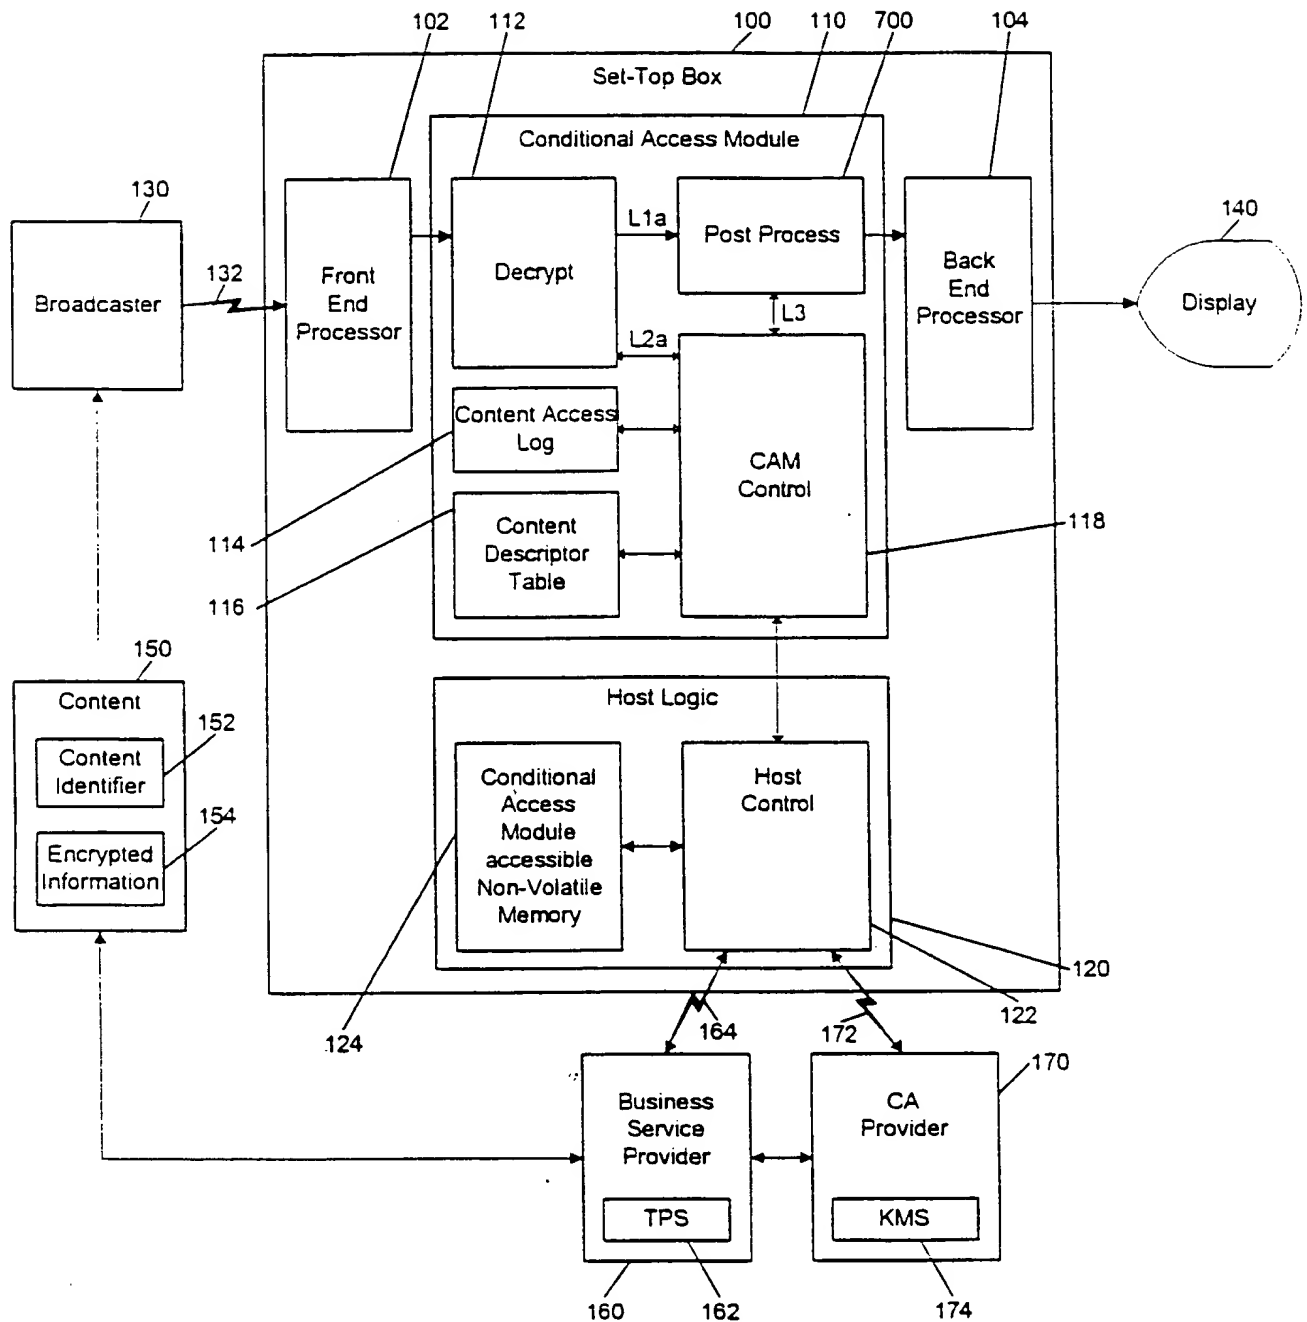 102
112
100
110
700
104
Set-Top Box
Conditional Access Module
130
Broadcaster
132
Front
End
Processor
Decrypt
L1a
Post Process
L3
L2a
Back
End
Processor
140
Display
Content Access
Log
CAM
Control
114
116
Content
Descriptor
Table
118
150
Content
152
Content
Identifier
154
Encrypted
Information
Host Logic
Conditional
Access
Module
accessible
Non-Volatile
Memory
Host
Control
124
164
172
122
120
Business
Service
Provider
TPS
CA
Provider
KMS
170
160
162
174